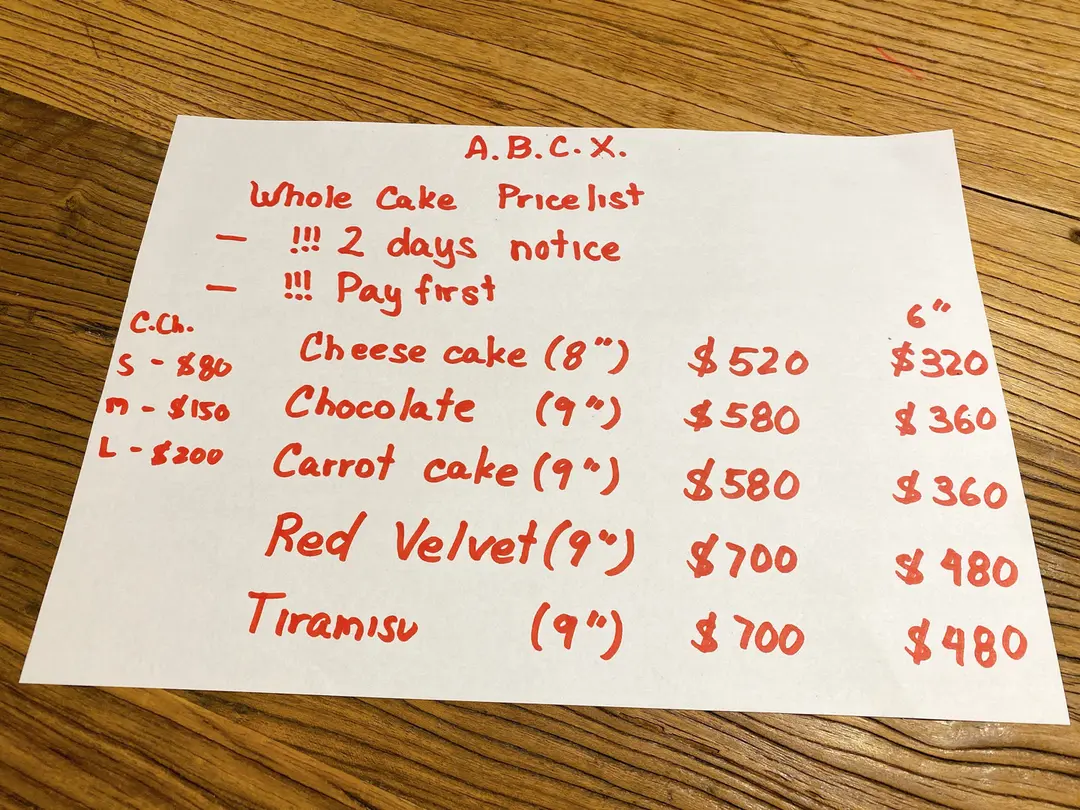 A.B.C.X.
Whole Cake Pricelist
- !!! 2 days notice
- !!! Pay first
6"
C.Ch.
S - $80
M - $150
L - $200
Cheese cake (8") $520 $320
Chocolate (9") $580 $360
Carrot cake (9") $580 $360
Red Velvet (9") $700 $480
Tiramisu (9") $700 $480